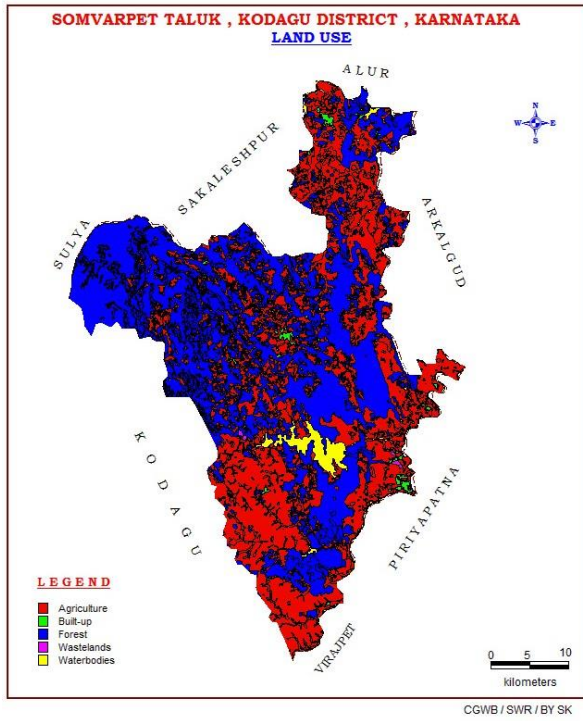 SOMVARPET TALUK , KODAGU DISTRICT , KARNATAKA
LAND USE
ALUR
N
W E
S
SAKALESHPUR
ARKALGUD
SULYA
KODAGU
PIRIYAPATNA
VIRAJPET
LEGEND
Agriculture
Built-up
Forest
Wastelands
Waterbodies
0 5 10
kilometers
CGWB / SWR / BY SK